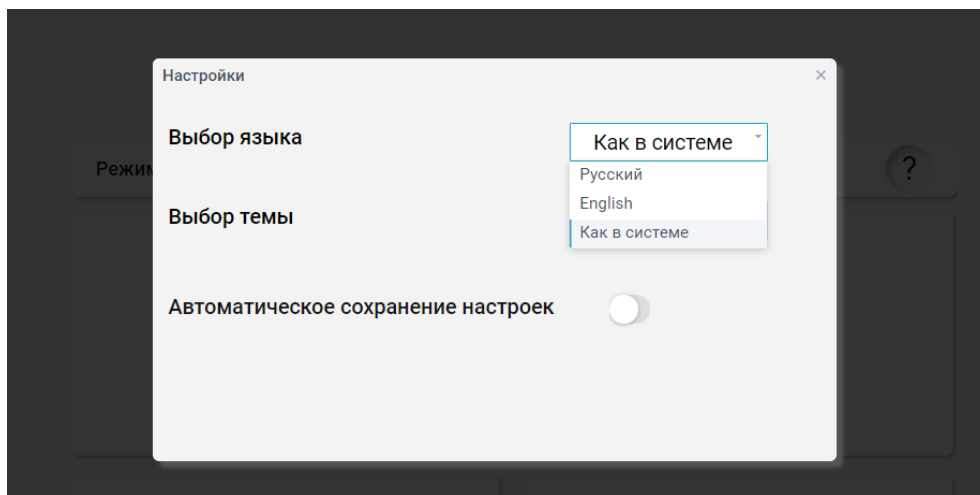 Настройки
×
Выбор языка
Как в системе
Русский
English
Как в системе
Режим
?
Выбор темы
Автоматическое сохранение настроек